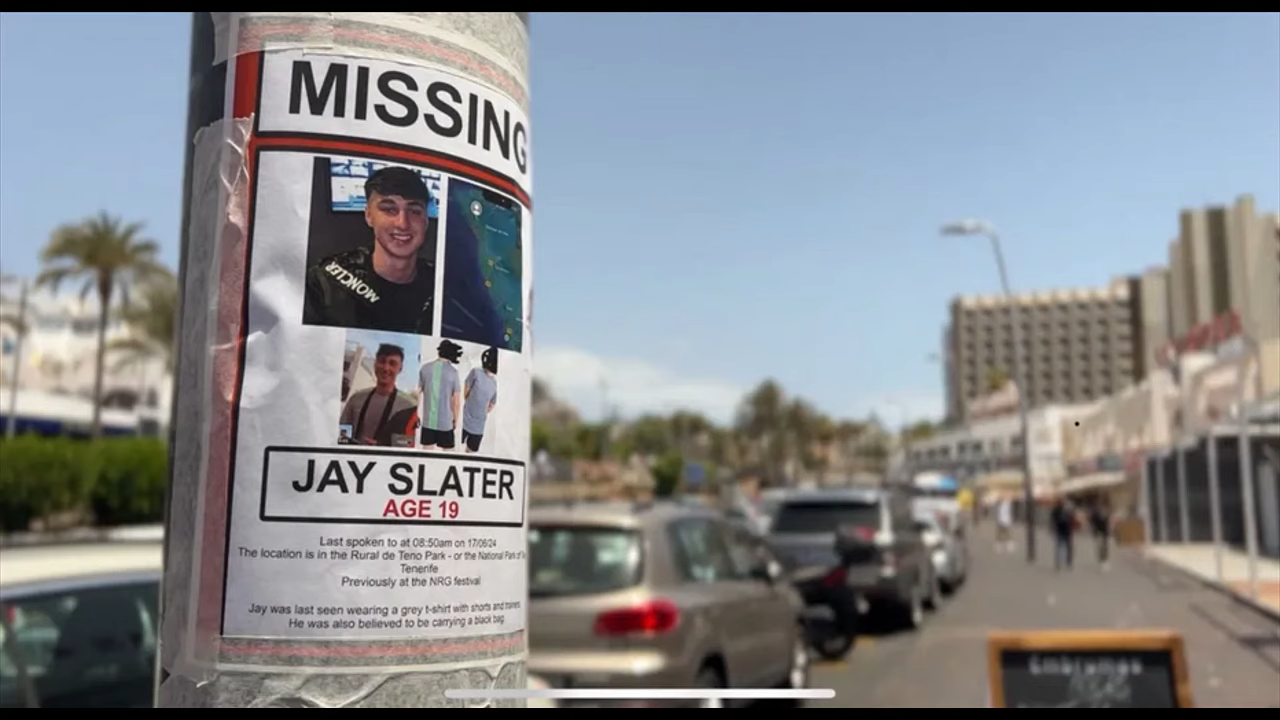 MISSING
MONCLER
JAY SLATER
AGE 19
Last spoken to at 08:50am on 17/06/24
The location is in the Rural de Teno Park - or the National Park of
Tenerife
Previously at the NRG festival
Jay was last seen wearing a grey t-shirt with shorts and trainers
He was also believed to be carrying a black bag